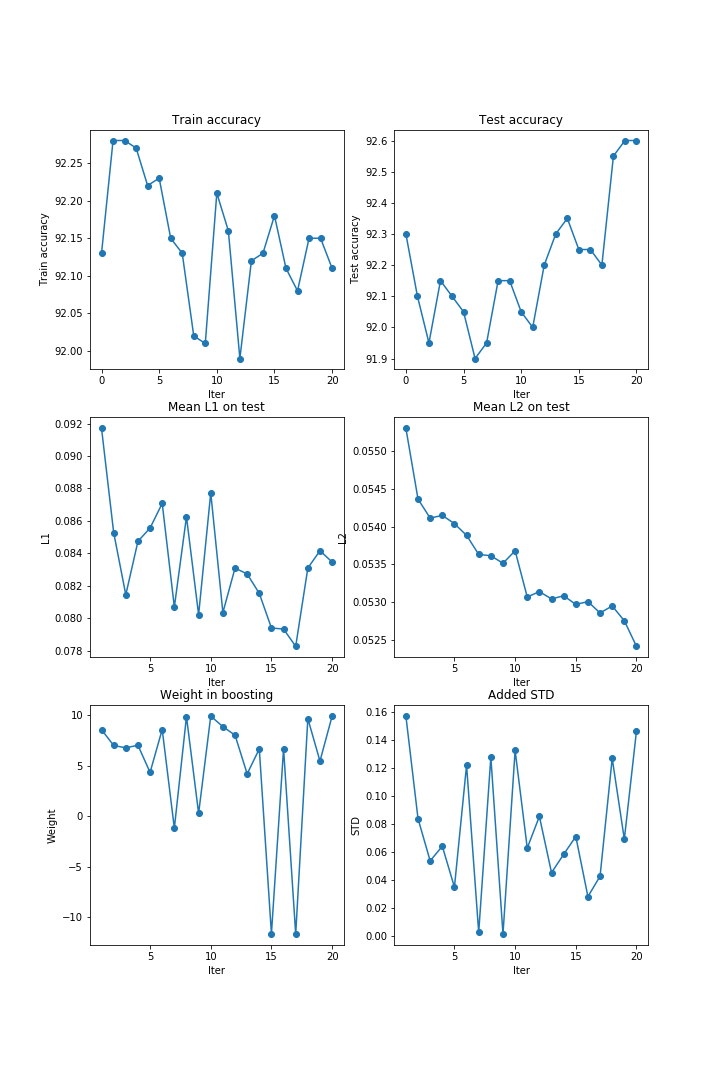 Train accuracy
Train accuracy
92.25
92.20
92.15
92.10
92.05
92.00
0 5 10 15 20
Iter
Test accuracy
Test accuracy
92.6
92.5
92.4
92.3
92.2
92.1
92.0
91.9
0 5 10 15 20
Iter
Mean L1 on test
L1
0.092
0.090
0.088
0.086
0.084
0.082
0.080
0.078
5 10 15 20
Iter
Mean L2 on test
L2
0.0550
0.0545
0.0540
0.0535
0.0530
0.0525
5 10 15 20
Iter
Weight in boosting
Weight
10
5
0
−5
−10
5 10 15 20
Iter
Added STD
STD
0.16
0.14
0.12
0.10
0.08
0.06
0.04
0.02
0.00
5 10 15 20
Iter